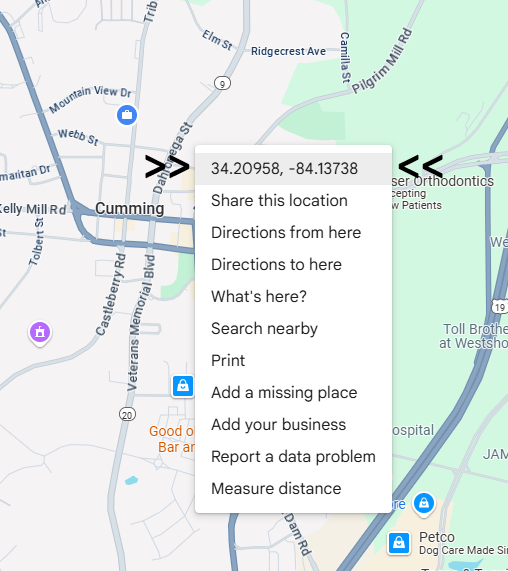 Trib
Elm St
Ridgecrest Ave
Camilla St
Pilgrim Mill Rd
9
Mountain View Dr
Webb St
Dahlonega St
>> 34.20958, -84.13738 <<
maritan Dr
ser Orthodontics
cepting
w Patients
Share this location
Kelly Mill Rd
Cumming
Directions from here
St
Tolbert St
We
Directions to here
Castleberry Rd
Veterans Memorial Blvd
What's here?
19
Search nearby
Toll Brothe
at Westsho
Print
Add a missing place
20
Add your business
Good o
Bar an
ospital
Report a data problem
JAM
Measure distance
re
Dam Rd
Petco
Dog Care Made Sim